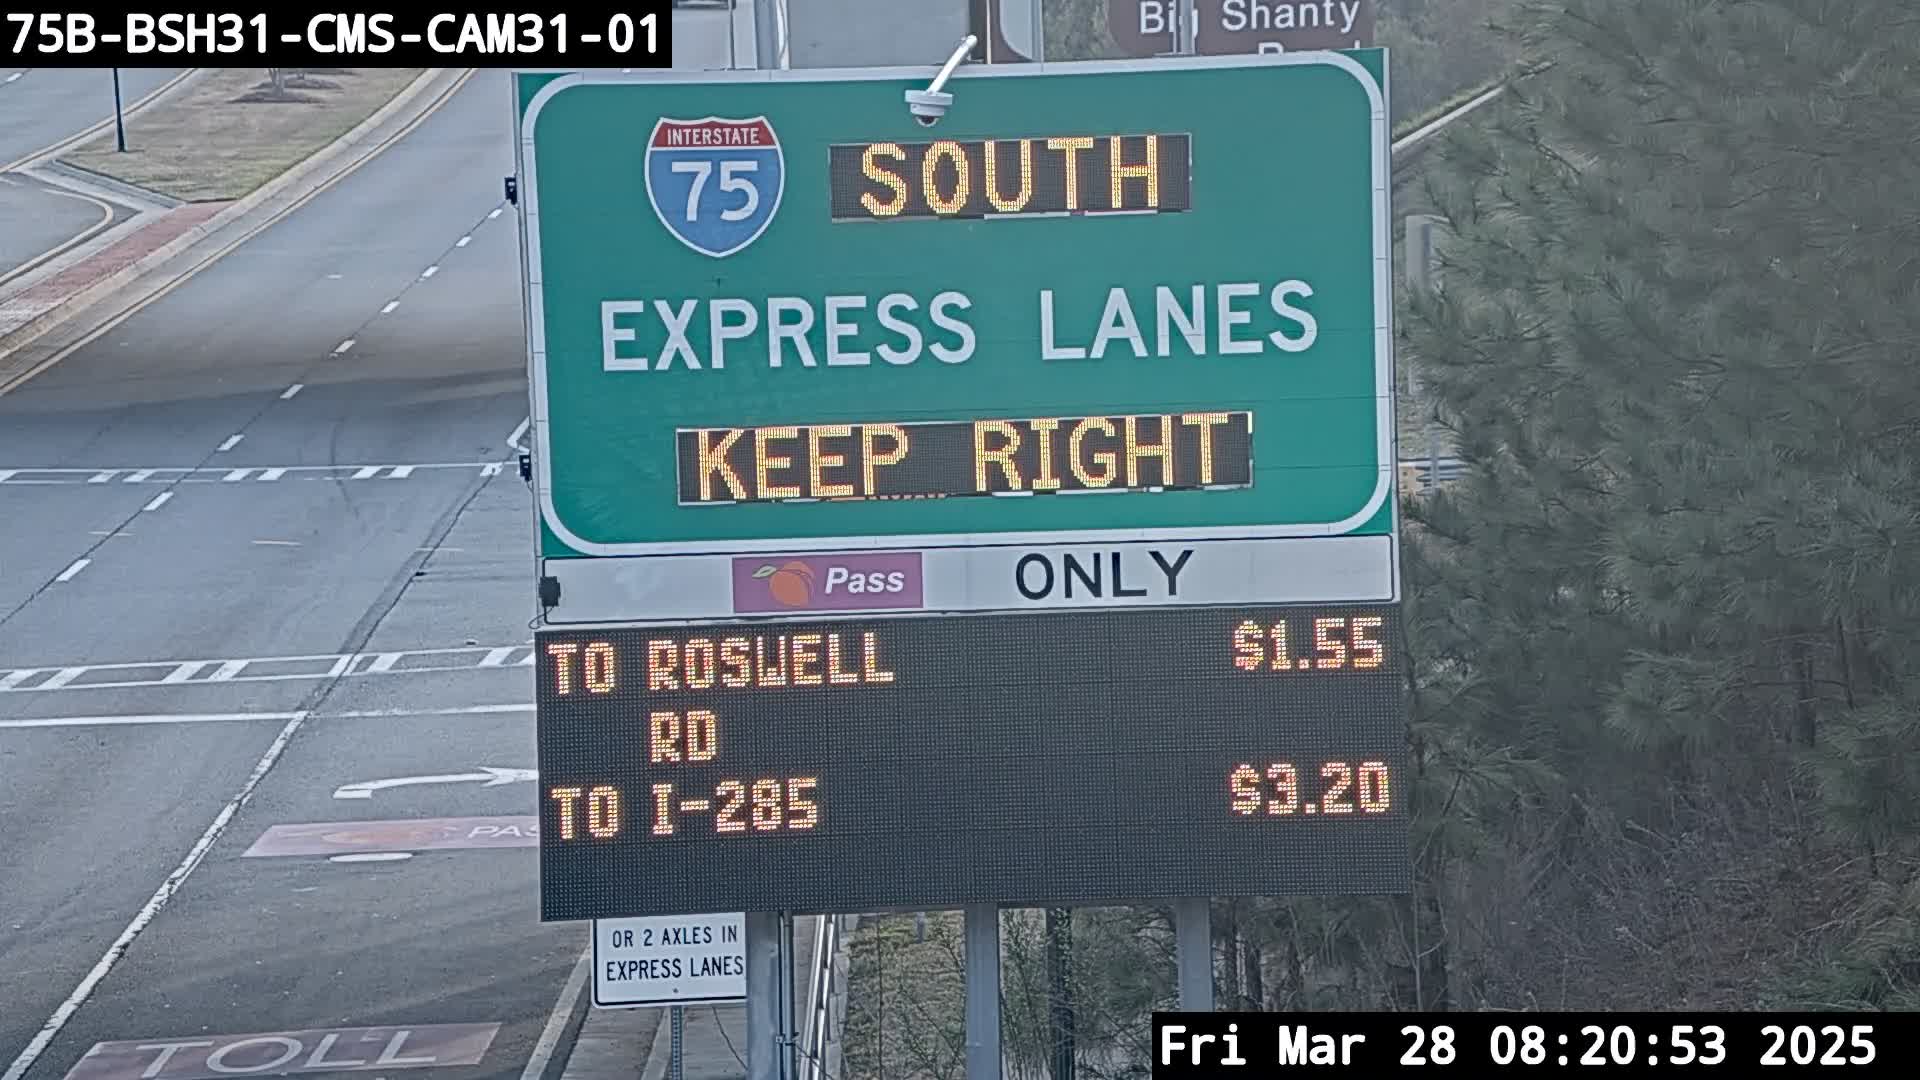 75B-BSH31-CMS-CAM31-01
Big Shanty
Road
INTERSTATE
75
SOUTH
EXPRESS LANES
KEEP RIGHT
Pass ONLY
TO ROSWELL $1.55
RD
TO I-285 $3.20
OR 2 AXLES IN
EXPRESS LANES
TOLL
Fri Mar 28 08:20:53 2025